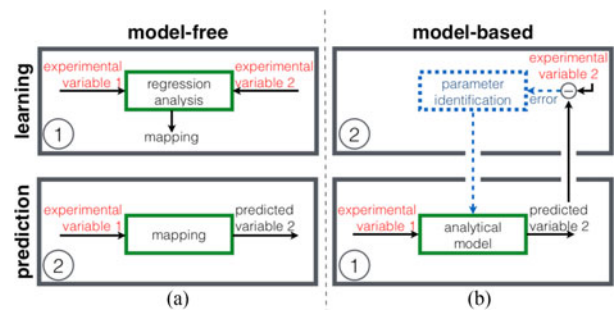 model-free
model-based
learning
experimental
variable 1
regression
analysis
experimental
variable 2
mapping
1
parameter
identification
error
experimental
variable 2
2
prediction
experimental
variable 1
mapping
predicted
variable 2
2
(a)
experimental
variable 1
analytical
model
predicted
variable 2
1
(b)